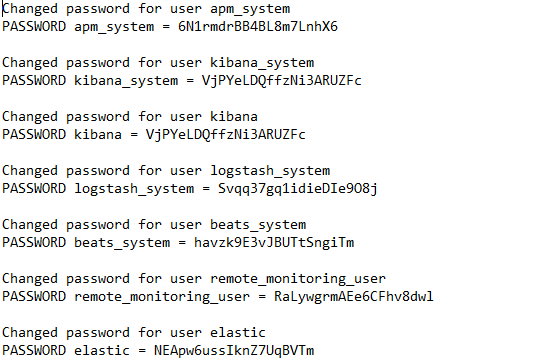 Changed password for user apm_system
PASSWORD apm_system = 6N1rmdrBB4BL8m7LnhX6
Changed password for user kibana_system
PASSWORD kibana_system = VjPYeLDQffzNi3ARUZFc
Changed password for user kibana
PASSWORD kibana = VjPYeLDQffzNi3ARUZFc
Changed password for user logstash_system
PASSWORD logstash_system = Svqq37gq1idieDIe9O8j
Changed password for user beats_system
PASSWORD beats_system = havzk9E3vJBUTtSngiTm
Changed password for user remote_monitoring_user
PASSWORD remote_monitoring_user = RaLywgrmAEe6CFhv8dwl
Changed password for user elastic
PASSWORD elastic = NEApw6ussIknZ7UqBVTm